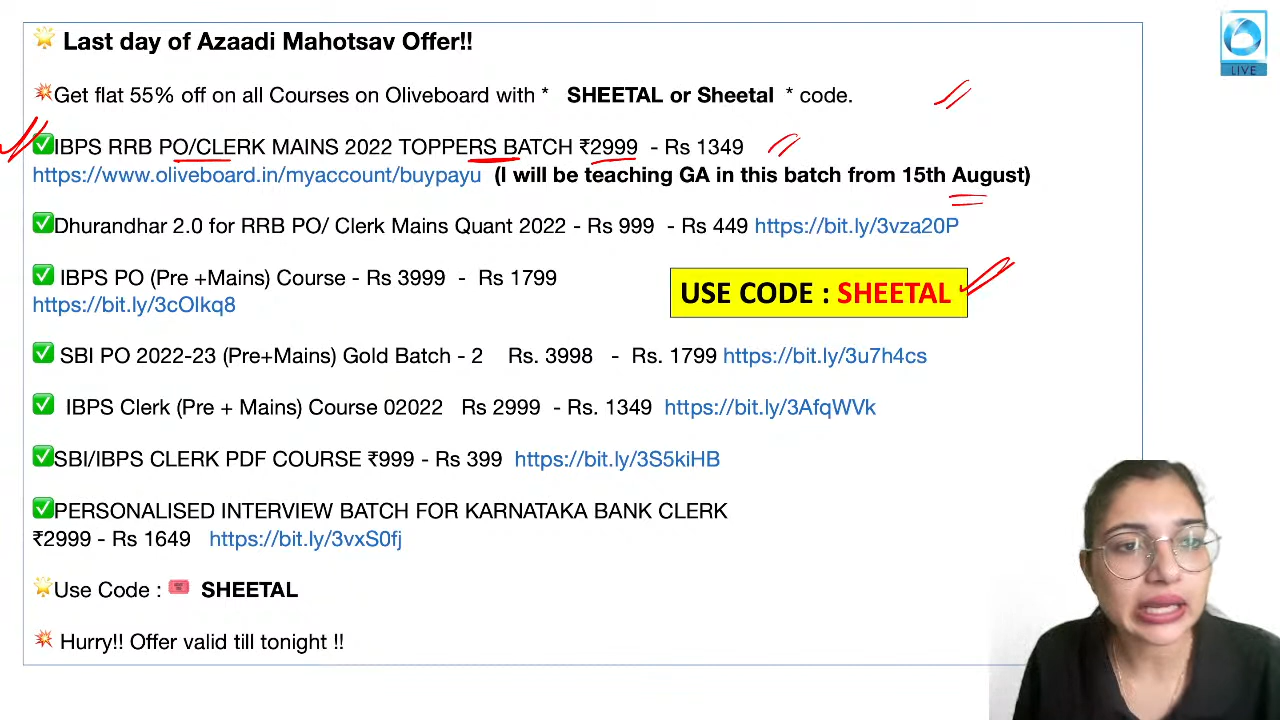 🌟 Last day of Azaadi Mahotsav Offer!!
💥Get flat 55% off on all Courses on Oliveboard with * SHEETAL or Sheetal * code.
✅IBPS RRB PO/CLERK MAINS 2022 TOPPERS BATCH ₹2999 - Rs 1349
https://www.oliveboard.in/myaccount/buypayu (I will be teaching GA in this batch from 15th August)
✅Dhurandhar 2.0 for RRB PO/ Clerk Mains Quant 2022 - Rs 999 - Rs 449 https://bit.ly/3vza20P
✅ IBPS PO (Pre +Mains) Course - Rs 3999 - Rs 1799
https://bit.ly/3cOlkq8
USE CODE : SHEETAL
✅ SBI PO 2022-23 (Pre+Mains) Gold Batch - 2 Rs. 3998 - Rs. 1799 https://bit.ly/3u7h4cs
✅ IBPS Clerk (Pre + Mains) Course 02022 Rs 2999 - Rs. 1349 https://bit.ly/3AfqWVk
✅SBI/IBPS CLERK PDF COURSE ₹999 - Rs 399 https://bit.ly/3S5kiHB
✅PERSONALISED INTERVIEW BATCH FOR KARNATAKA BANK CLERK
₹2999 - Rs 1649 https://bit.ly/3vxS0fj
🌟Use Code : 🎟 SHEETAL
💥 Hurry!! Offer valid till tonight !!
LIVE